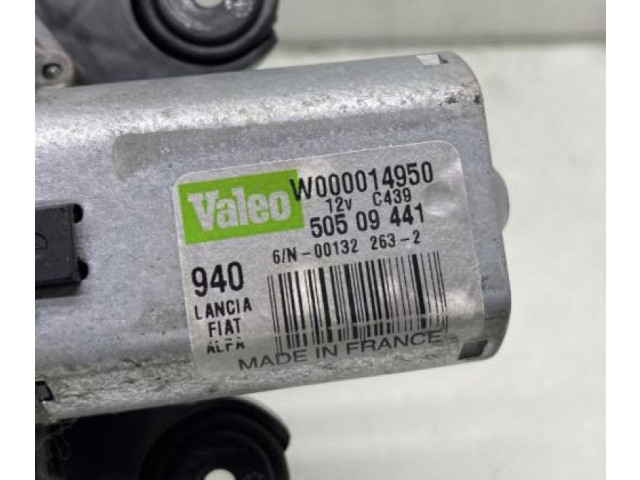 Valeo
W000014950
12v C439
505 09 441
6/N-00132 263-2
940
LANCIA
FIAT
ALFA
MADE IN FRANCE